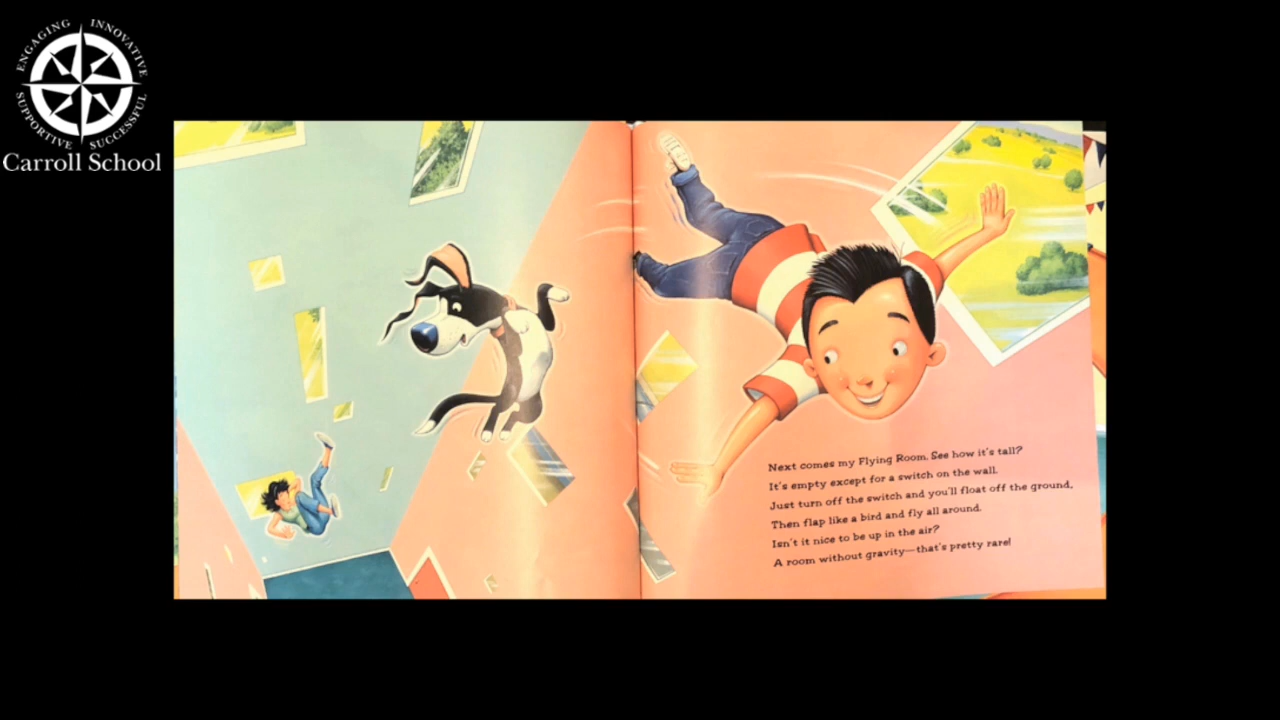 ENGAGING INNOVATIVE
SUPPORTIVE SUCCESSFUL
Carroll School
Next comes my Flying Room. See how it's tall?
It's empty except for a switch on the wall.
Just turn off the switch and you'll float off the ground,
Then flap like a bird and fly all around.
Isn't it nice to be up in the air?
A room without gravity—that's pretty rare!